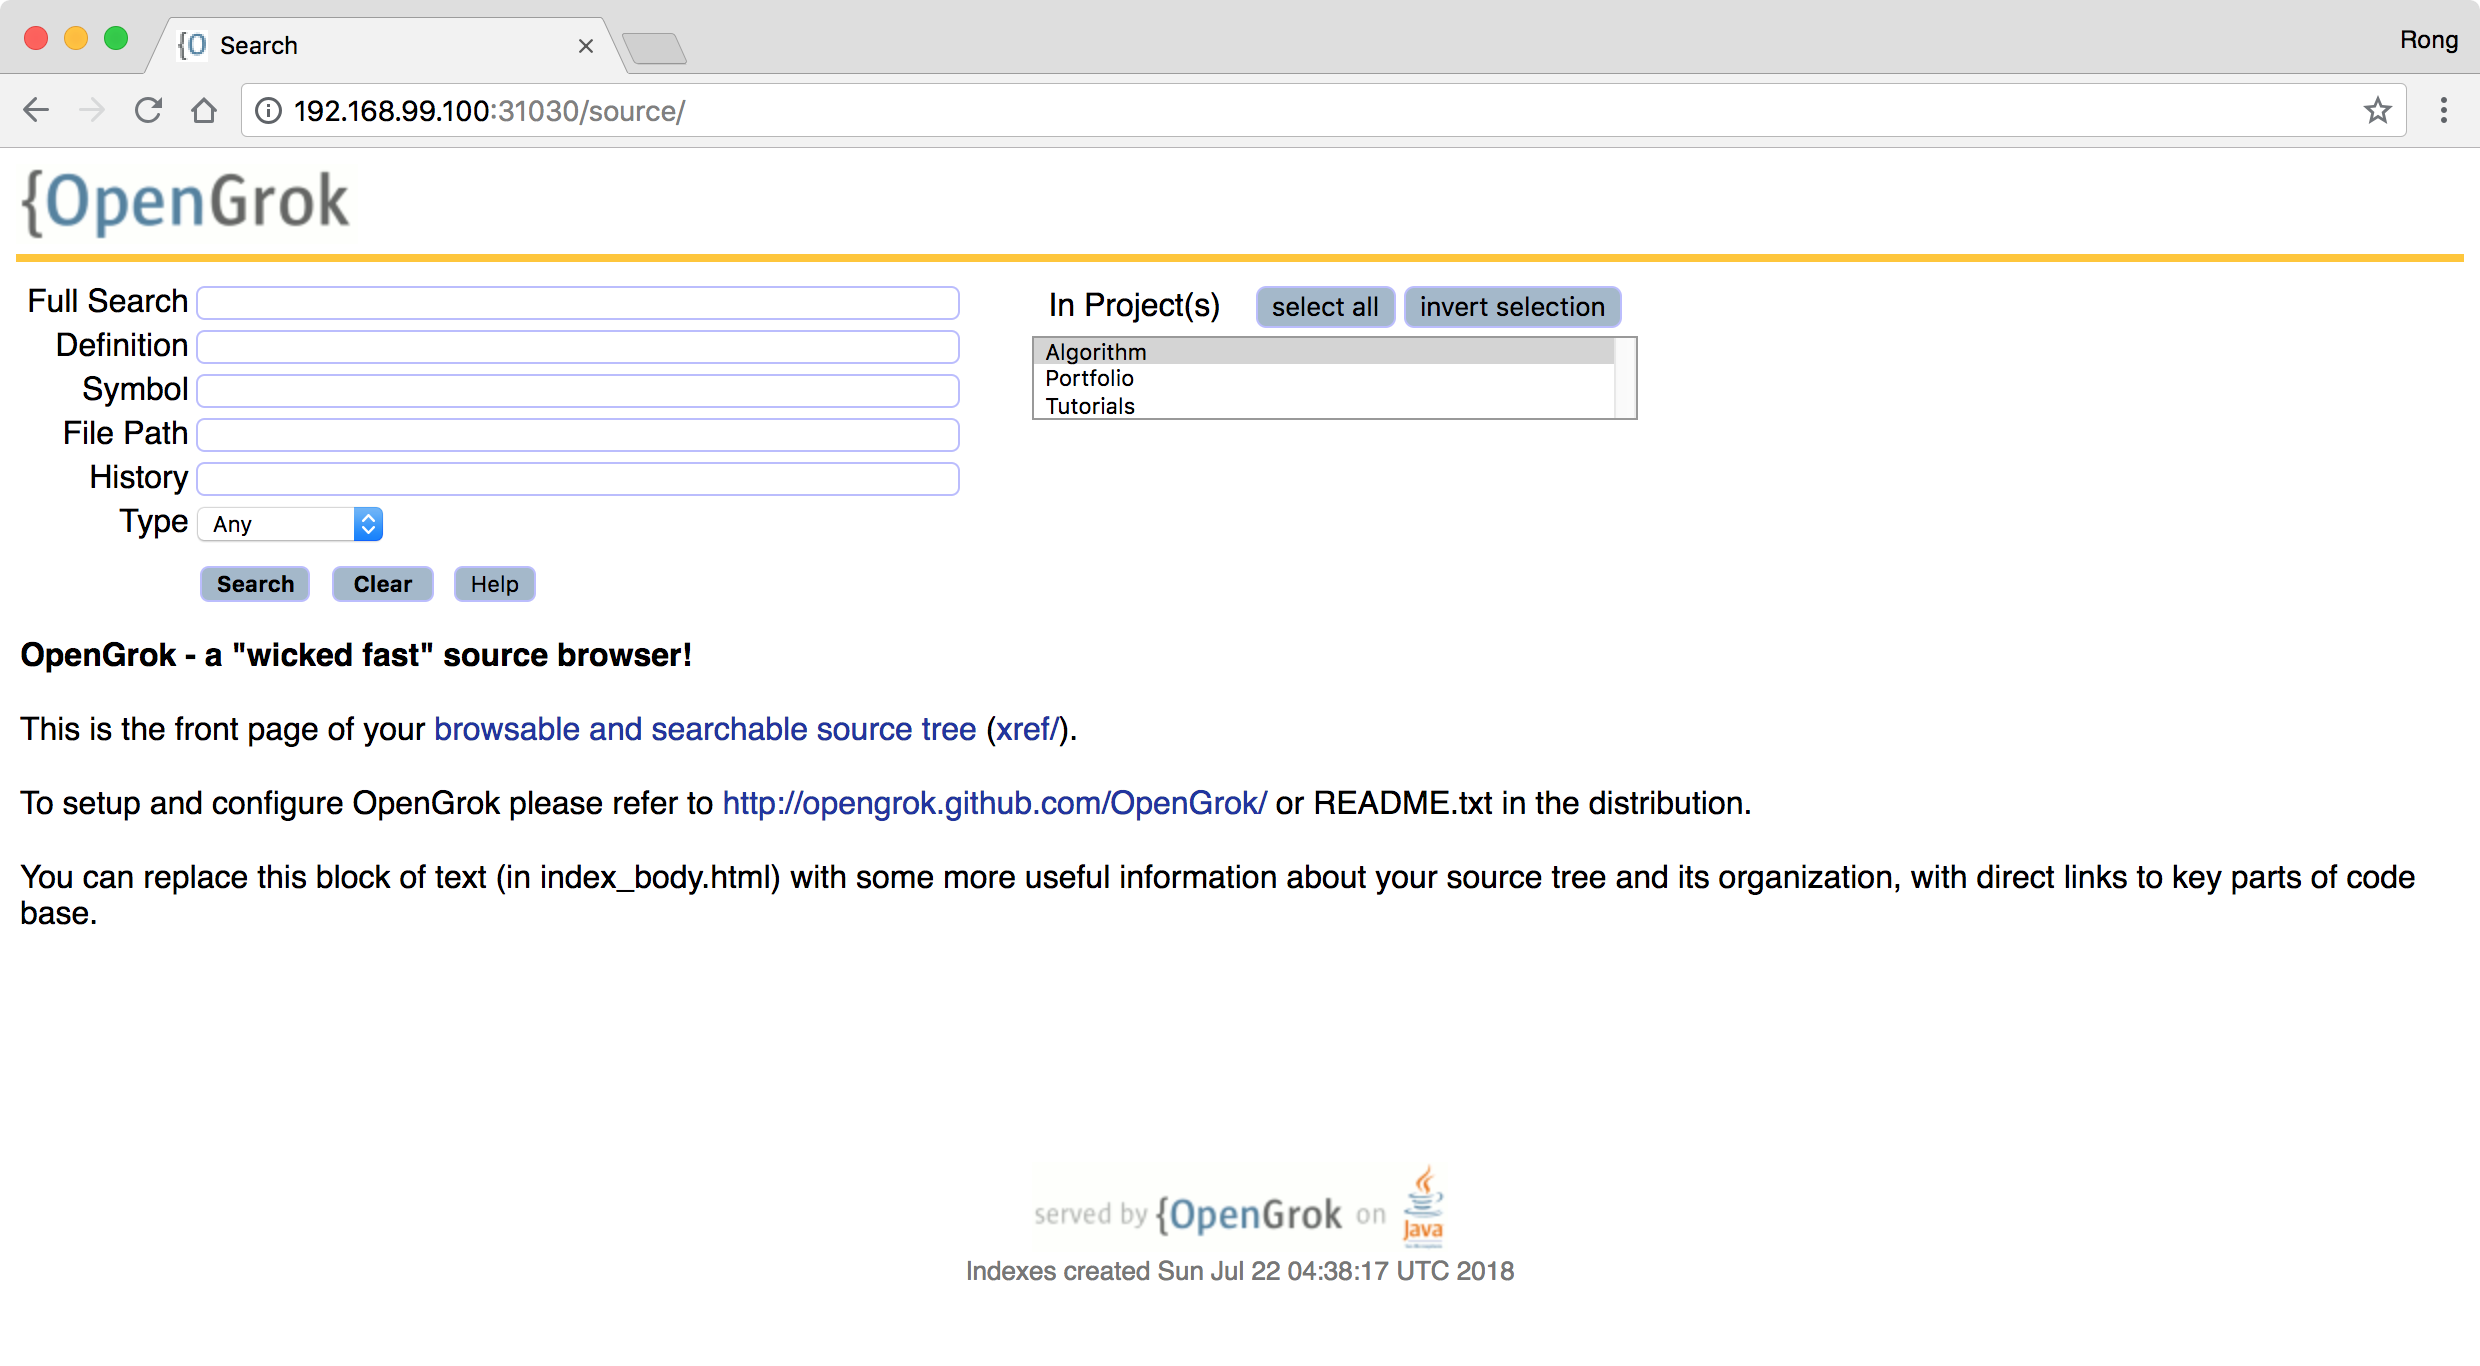 {O Search
Rong
192.168.99.100:31030/source/
{OpenGrok
Full Search
Definition
Symbol
File Path
History
Type Any
Search Clear Help
In Project(s) select all invert selection
Algorithm
Portfolio
Tutorials
OpenGrok - a "wicked fast" source browser!
This is the front page of your browsable and searchable source tree (xref/).
To setup and configure OpenGrok please refer to http://opengrok.github.com/OpenGrok/ or README.txt in the distribution.
You can replace this block of text (in index_body.html) with some more useful information about your source tree and its organization, with direct links to key parts of code
base.
served by {OpenGrok on Java
Indexes created Sun Jul 22 04:38:17 UTC 2018